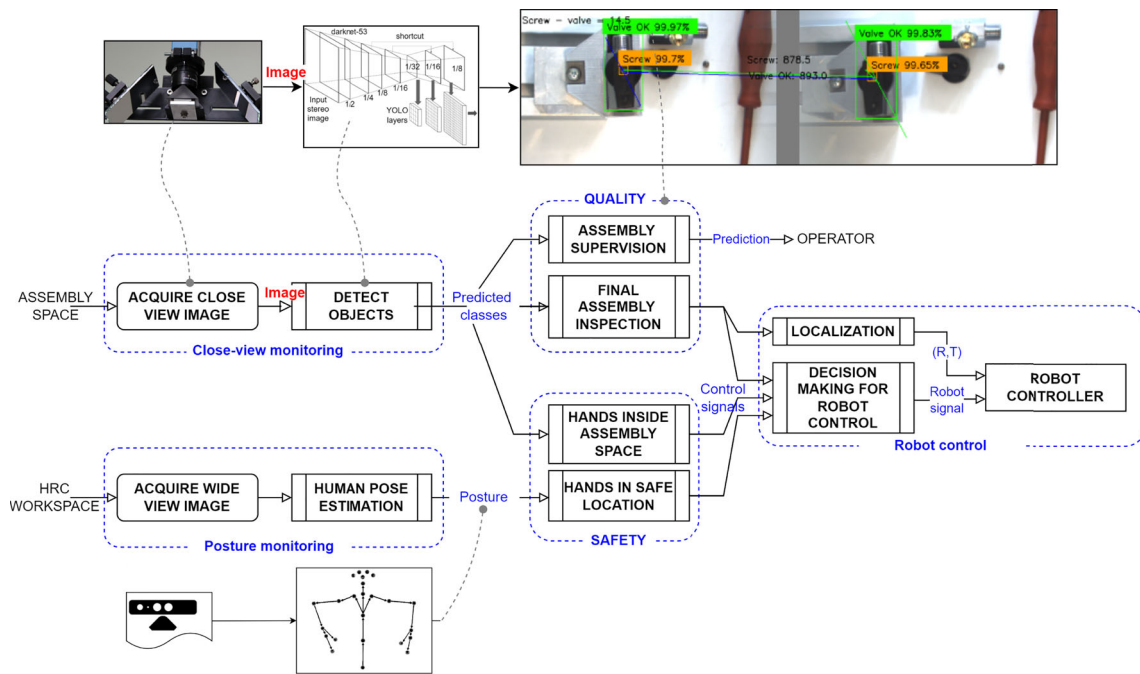 Image
darkret-53
shortcut
1/32
1/16
1/8
1/16
1/8
1/4
1-2
Input
stereo
image
YOLO
layers
Screw - valve = 14.5
Valve OK 99.97%
Screw 99.7%
Screw: 878.5
Valve OK: 893.0
Valve OK 99.83%
Screw 99.65%
QUALITY
ASSEMBLY
SUPERVISION
Prediction
OPERATOR
ASSEMBLY
SPACE
ACQUIRE CLOSE
VIEW IMAGE
Image
DETECT
OBJECTS
Predicted
classes
FINAL
ASSEMBLY
INSPECTION
Close-view monitoring
LOCALIZATION
(R,T)
DECISION
MAKING FOR
ROBOT
CONTROL
Control
signals
Robot
signal
ROBOT
CONTROLLER
Robot control
HANDS INSIDE
ASSEMBLY
SPACE
HRC
WORKSPACE
ACQUIRE WIDE
VIEW IMAGE
HUMAN POSE
ESTIMATION
Posture
HANDS IN SAFE
LOCATION
Posture monitoring
SAFETY